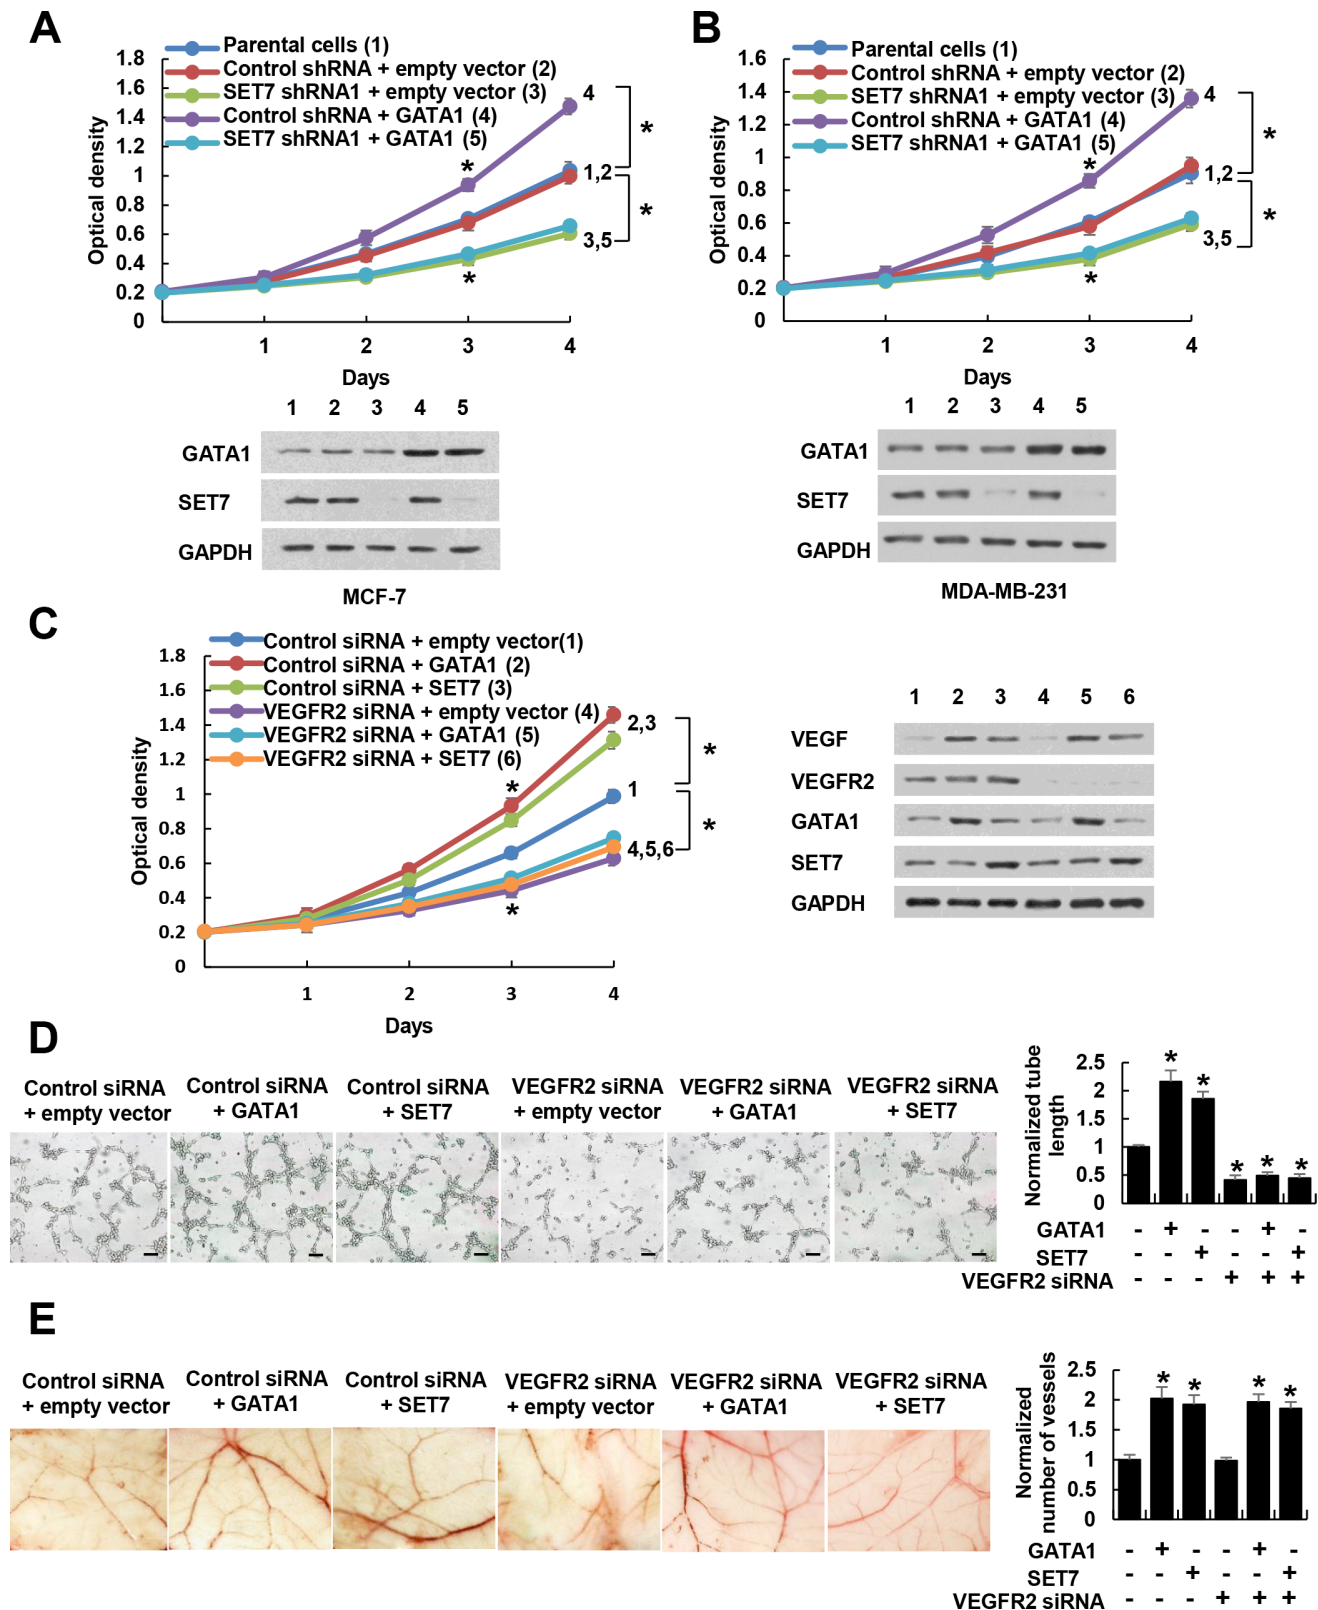 A
Parental cells (1)
Control shRNA + empty vector (2)
SET7 shRNA1 + empty vector (3)
Control shRNA + GATA1 (4)
SET7 shRNA1 + GATA1 (5)
Optical density
1.8
1.6
1.4
1.2
1
0.8
0.6
0.4
0.2
0
4
*
1,2
*
3,5
*
*
1 2 3 4
Days
1 2 3 4 5
GATA1
SET7
GAPDH
MCF-7
B
Parental cells (1)
Control shRNA + empty vector (2)
SET7 shRNA1 + empty vector (3)
Control shRNA + GATA1 (4)
SET7 shRNA1 + GATA1 (5)
Optical density
1.6
1.4
1.2
1
0.8
0.6
0.4
0.2
0
4
*
1,2
*
3,5
*
*
1 2 3 4
Days
1 2 3 4 5
GATA1
SET7
GAPDH
MDA-MB-231
C
Control siRNA + empty vector(1)
Control siRNA + GATA1 (2)
Control siRNA + SET7 (3)
VEGFR2 siRNA + empty vector (4)
VEGFR2 siRNA + GATA1 (5)
VEGFR2 siRNA + SET7 (6)
Optical density
1.8
1.6
1.4
1.2
1
0.8
0.6
0.4
0.2
0
2,3
*
1
*
4,5,6
*
*
1 2 3 4
Days
1 2 3 4 5 6
VEGF
VEGFR2
GATA1
SET7
GAPDH
D
Control siRNA
+ empty vector
Control siRNA
+ GATA1
Control siRNA
+ SET7
VEGFR2 siRNA
+ empty vector
VEGFR2 siRNA
+ GATA1
VEGFR2 siRNA
+ SET7
Normalized tube
length
2.5
2
1.5
1
0.5
0
* * * * *
GATA1 - + - - + -
SET7 - - + - - +
VEGFR2 siRNA - - - + + +
E
Control siRNA
+ empty vector
Control siRNA
+ GATA1
Control siRNA
+ SET7
VEGFR2 siRNA
+ empty vector
VEGFR2 siRNA
+ GATA1
VEGFR2 siRNA
+ SET7
Normalized
number of vessels
2.5
2
1.5
1
0.5
0
* * * *
GATA1 - + - - + -
SET7 - - + - - +
VEGFR2 siRNA - - - + + +